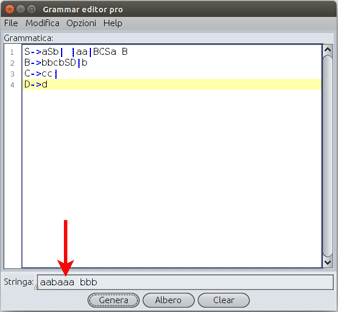 Grammar editor pro
File Modifica Opzioni Help
Grammatica:
1 S->aSb| |aa|BCSa B
2 B->bbcbSD|b
3 C->cc|
4 D->d
Stringa: aabaaa bbb
Genera Albero Clear